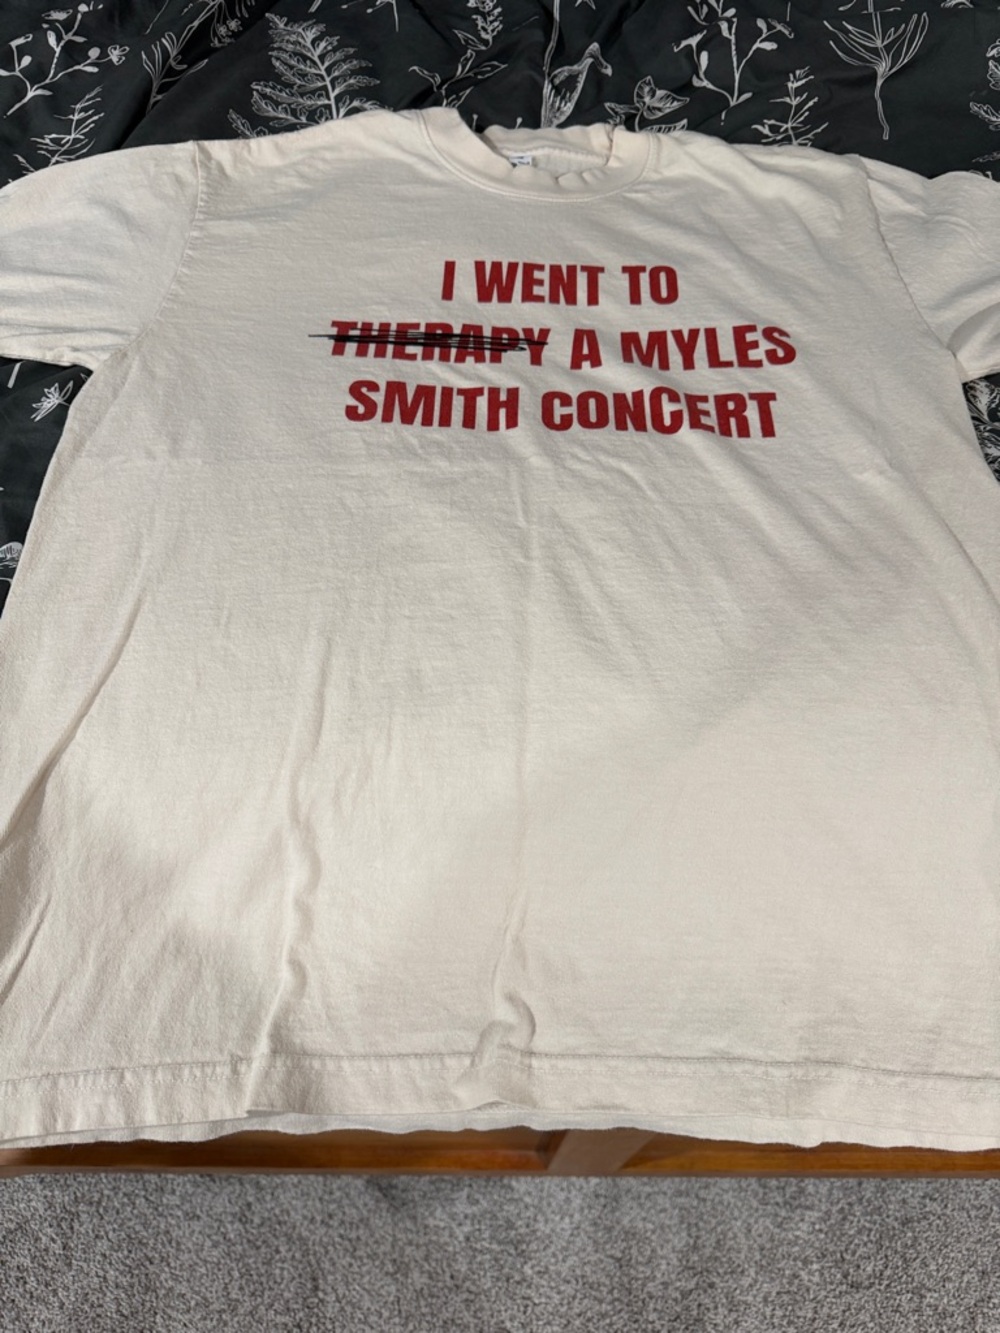 I WENT TO
THERAPY A MYLES
SMITH CONCERT